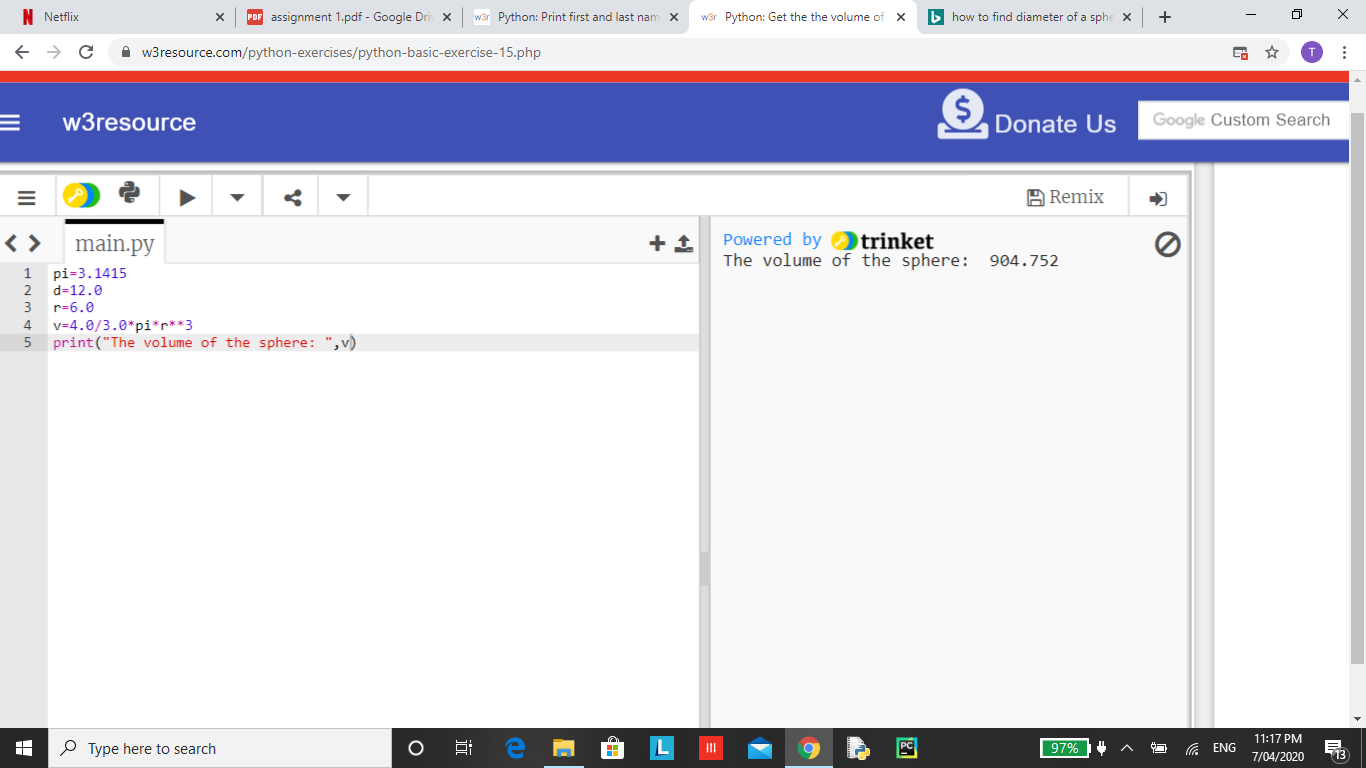 Netflix
assignment 1.pdf - Google Dri
w3r Python: Print first and last nam
w3r Python: Get the the volume of
how to find diameter of a sphe
w3resource.com/python-exercises/python-basic-exercise-15.php
T
w3resource
$
Donate Us
Google Custom Search
Remix
main.py
Powered by trinket
The volume of the sphere:  904.752
1 pi=3.1415
2 d=12.0
3 r=6.0
4 v=4.0/3.0*pi*r**3
5 print("The volume of the sphere: ",v)
Type here to search
L
PC
97%
ENG
11:17 PM
7/04/2020
13